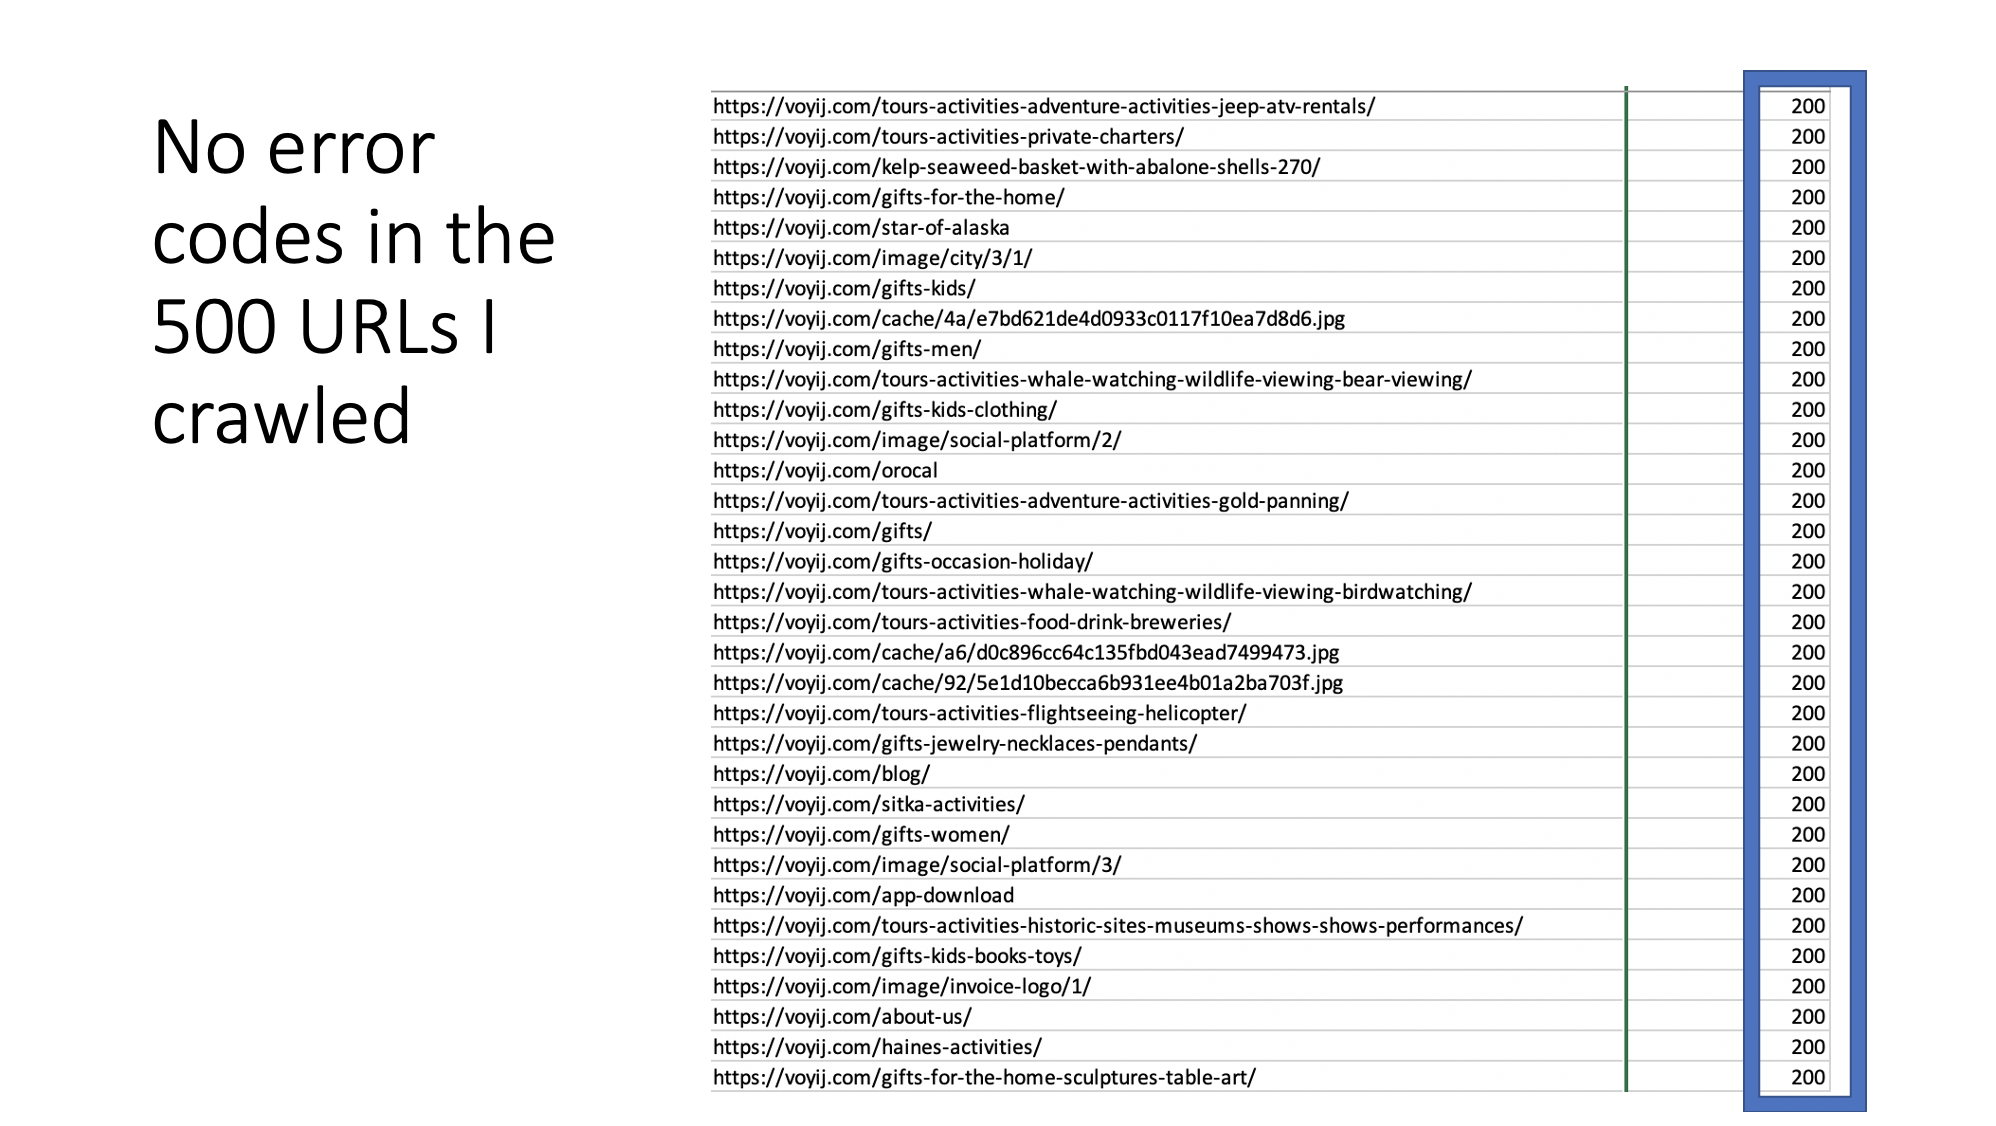 No error
codes in the
500 URLs I
crawled
https://voyij.com/tours-activities-adventure-activities-jeep-atv-rentals/ 200
https://voyij.com/tours-activities-private-charters/ 200
https://voyij.com/kelp-seaweed-basket-with-abalone-shells-270/ 200
https://voyij.com/gifts-for-the-home/ 200
https://voyij.com/star-of-alaska 200
https://voyij.com/image/city/3/1/ 200
https://voyij.com/gifts-kids/ 200
https://voyij.com/cache/4a/e7bd621de4d0933c0117f10ea7d8d6.jpg 200
https://voyij.com/gifts-men/ 200
https://voyij.com/tours-activities-whale-watching-wildlife-viewing-bear-viewing/ 200
https://voyij.com/gifts-kids-clothing/ 200
https://voyij.com/image/social-platform/2/ 200
https://voyij.com/orocal 200
https://voyij.com/tours-activities-adventure-activities-gold-panning/ 200
https://voyij.com/gifts/ 200
https://voyij.com/gifts-occasion-holiday/ 200
https://voyij.com/tours-activities-whale-watching-wildlife-viewing-birdwatching/ 200
https://voyij.com/tours-activities-food-drink-breweries/ 200
https://voyij.com/cache/a6/d0c896cc64c135fbd043ead7499473.jpg 200
https://voyij.com/cache/92/5e1d10becca6b931ee4b01a2ba703f.jpg 200
https://voyij.com/tours-activities-flightseeing-helicopter/ 200
https://voyij.com/gifts-jewelry-necklaces-pendants/ 200
https://voyij.com/blog/ 200
https://voyij.com/sitka-activities/ 200
https://voyij.com/gifts-women/ 200
https://voyij.com/image/social-platform/3/ 200
https://voyij.com/app-download 200
https://voyij.com/tours-activities-historic-sites-museums-shows-shows-performances/ 200
https://voyij.com/gifts-kids-books-toys/ 200
https://voyij.com/image/invoice-logo/1/ 200
https://voyij.com/about-us/ 200
https://voyij.com/haines-activities/ 200
https://voyij.com/gifts-for-the-home-sculptures-table-art/ 200